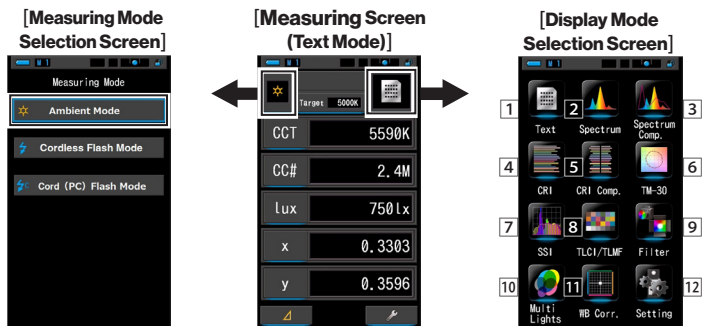 [Measuring Mode
Selection Screen]
M 1
Measuring Mode
Ambient Mode
Cordless Flash Mode
C Cord (PC) Flash Mode
[Measuring Screen
(Text Mode)]
M 1
Target 5000K
CCT 5590K
CC# 2.4M
lux 750lx
x 0.3303
y 0.3596
[Display Mode
Selection Screen]
M 1
1 2 3
Text Spectrum Spectrum
Comp.
4 5 6
CRI CRI Comp. TM-30
7 8 9
SSI TLCI/TLMF Filter
10 11 12
Multi
Lights WB Corr. Setting